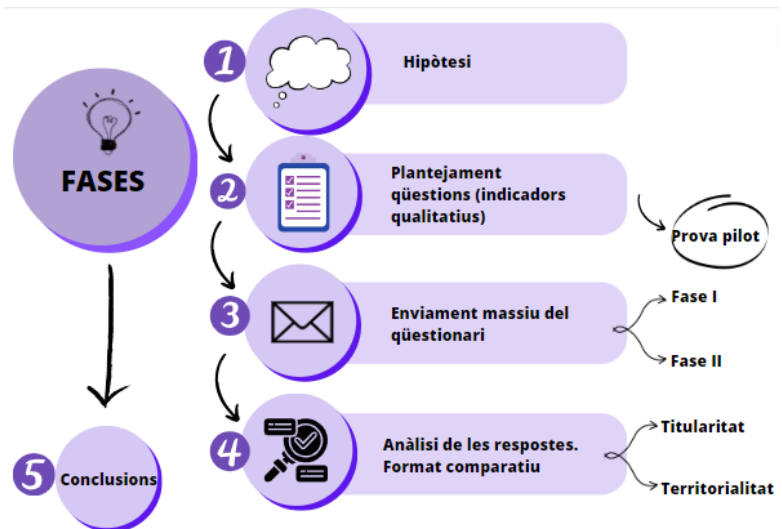 FASES
1
Hipòtesi
2
Plantejament
qüestions (indicadors
qualitatius)
Prova pilot
3
Enviament massiu del
qüestionari
Fase I
Fase II
4
Anàlisi de les respostes.
Format comparatiu
Titularitat
Territorialitat
5
Conclusions